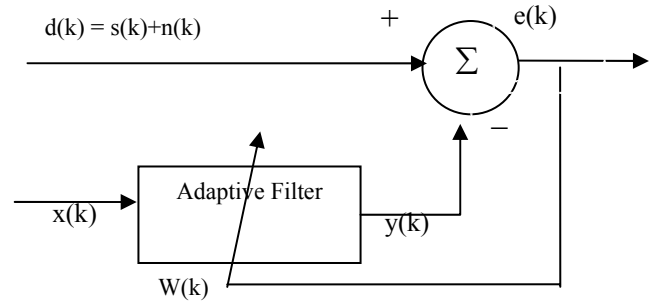 d(k) = s(k)+n(k)
+
e(k)
Σ
−
Adaptive Filter
x(k)
y(k)
W(k)